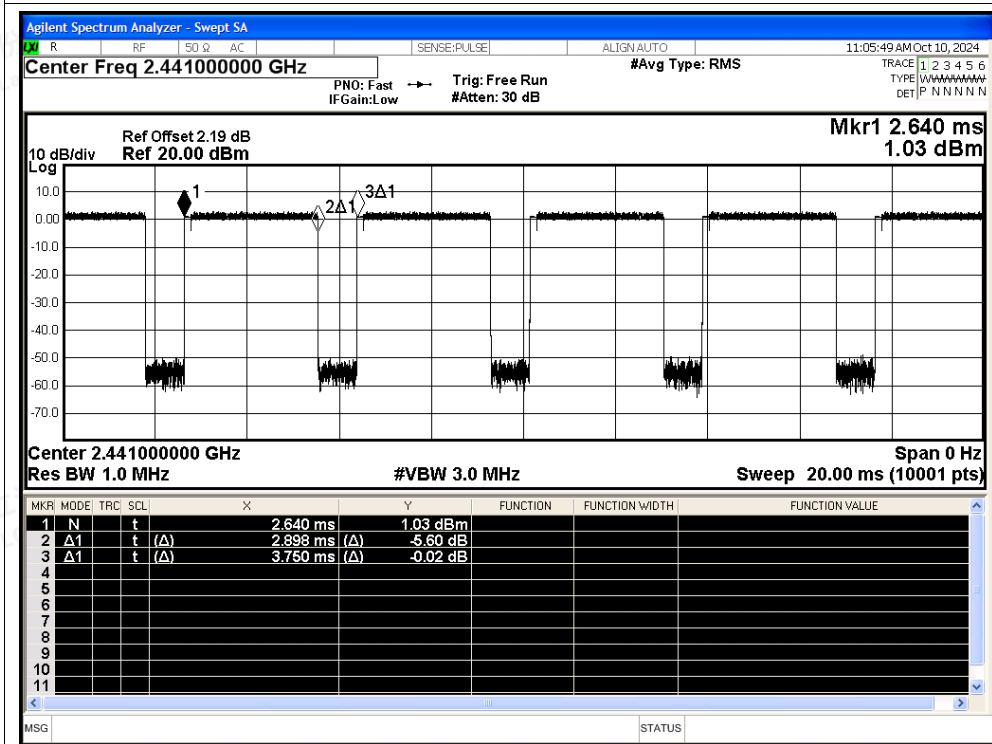 Agilent Spectrum Analyzer - Swept SA
LXI R RF 50 Ω AC SENSE:PULSE ALIGN AUTO 11:05:49 AM Oct 10, 2024
Center Freq 2.441000000 GHz
#Avg Type: RMS
TRACE 1 2 3 4 5 6
PNO: Fast Trig: Free Run
TYPE
IFGain:Low #Atten: 30 dB
DET P N N N N N
Mkr1 2.640 ms
1.03 dBm
Ref Offset 2.19 dB
10 dB/div Ref 20.00 dBm
Log
10.0
0.00
-10.0
-20.0
-30.0
-40.0
-50.0
-60.0
-70.0
1
2Δ1
3Δ1
Center 2.441000000 GHz Span 0 Hz
Res BW 1.0 MHz #VBW 3.0 MHz Sweep 20.00 ms (10001 pts)
MKR MODE TRC SCL X Y FUNCTION FUNCTION WIDTH FUNCTION VALUE
1 N t 2.640 ms 1.03 dBm
2 Δ1 t (Δ) 2.898 ms (Δ) -5.60 dB
3 Δ1 t (Δ) 3.750 ms (Δ) -0.02 dB
4
5
6
7
8
9
10
11
MSG STATUS